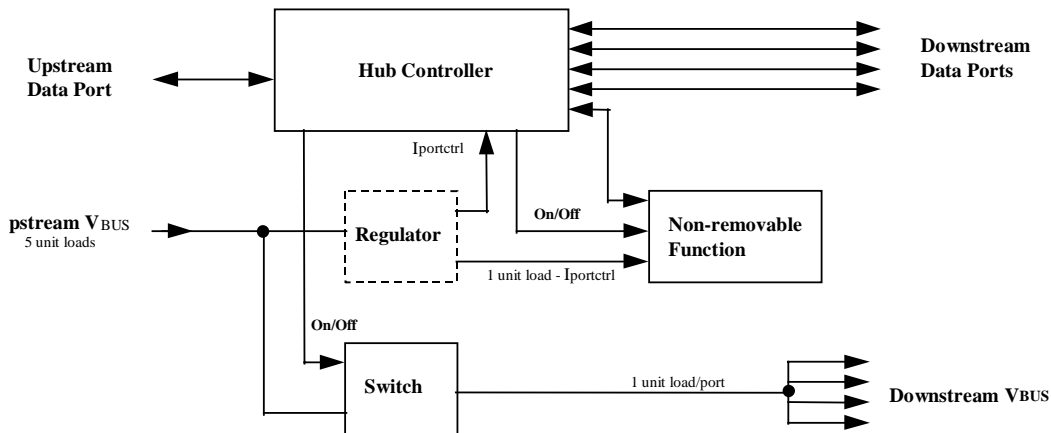 Hub Controller
Upstream
Data Port
Downstream
Data Ports
Iportctrl
pstream VBUS
5 unit loads
Regulator
On/Off
Non-removable
Function
1 unit load - Iportctrl
On/Off
Switch
1 unit load/port
Downstream VBUS